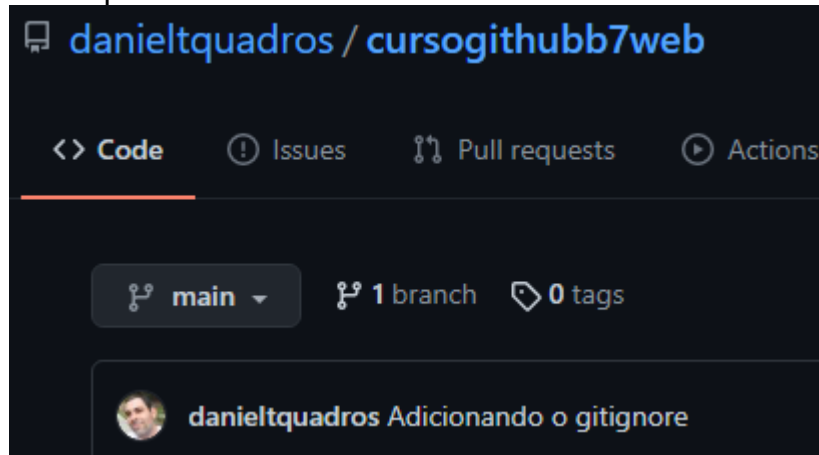 danieltquadros / cursogithubb7web
<> Code Issues Pull requests Actions
main 1 branch 0 tags
danieltquadros Adicionando o gitignore